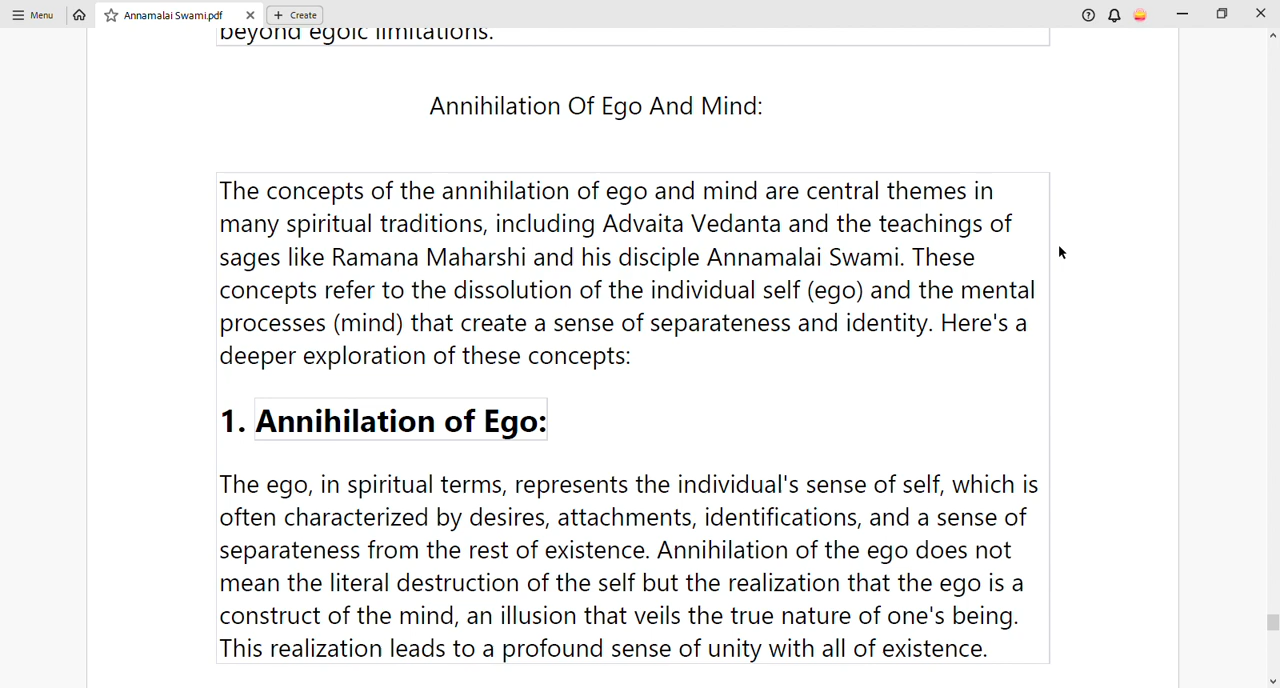 Menu
Annamalai Swami.pdf
Create
beyond egoic limitations.
Annihilation Of Ego And Mind:
The concepts of the annihilation of ego and mind are central themes in
many spiritual traditions, including Advaita Vedanta and the teachings of
sages like Ramana Maharshi and his disciple Annamalai Swami. These
concepts refer to the dissolution of the individual self (ego) and the mental
processes (mind) that create a sense of separateness and identity. Here's a
deeper exploration of these concepts:
1. Annihilation of Ego:
The ego, in spiritual terms, represents the individual's sense of self, which is
often characterized by desires, attachments, identifications, and a sense of
separateness from the rest of existence. Annihilation of the ego does not
mean the literal destruction of the self but the realization that the ego is a
construct of the mind, an illusion that veils the true nature of one's being.
This realization leads to a profound sense of unity with all of existence.